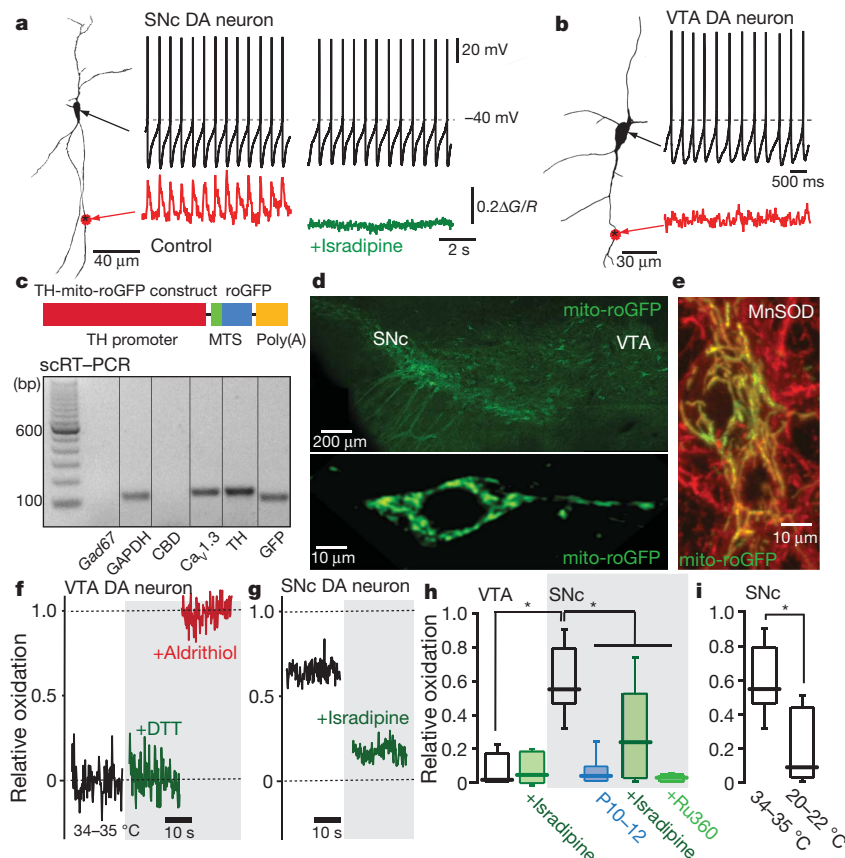 a
SNc DA neuron
20 mV
–40 mV
0.2ΔG/R
40 μm
Control
+Isradipine
2 s
b
VTA DA neuron
500 ms
30 μm
c
TH-mito-roGFP construct roGFP
TH promoter
MTS
Poly(A)
scRT–PCR
(bp)
600
100
Gad67
GAPDH
CBD
CaV1.3
TH
GFP
d
mito-roGFP
SNc
VTA
200 μm
10 μm
mito-roGFP
e
MnSOD
10 μm
mito-roGFP
f
VTA DA neuron
Relative oxidation
1.0
0.5
0
+Aldrithiol
+DTT
34–35 °C
10 s
g
SNc DA neuron
1.0
0.5
0
+Isradipine
10 s
h
VTA
SNc
*
*
Relative oxidation
1.0
0.8
0.6
0.4
0.2
0
+Isradipine
P10–12
+Isradipine
+Ru360
i
SNc
*
1.0
0.8
0.6
0.4
0.2
0
34–35 °C
20–22 °C